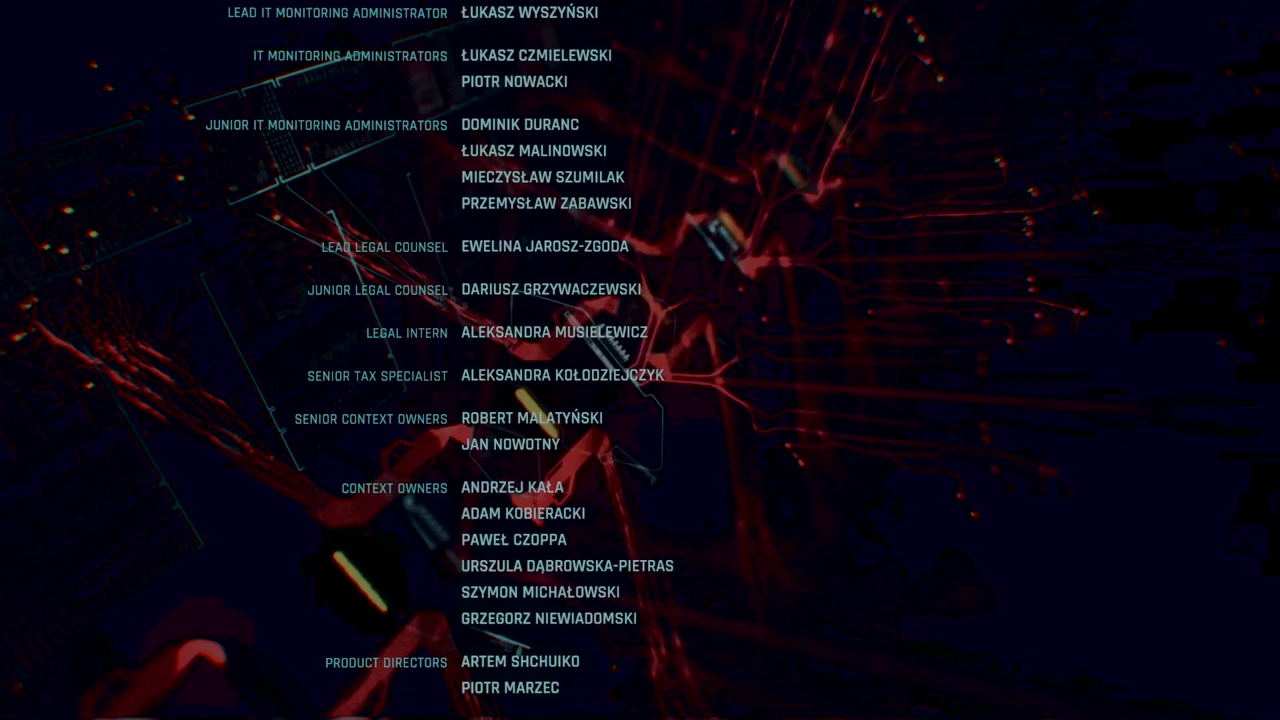 LEAD IT MONITORING ADMINISTRATOR ŁUKASZ WYSZYŃSKI
IT MONITORING ADMINISTRATORS ŁUKASZ CZMIELEWSKI
PIOTR NOWACKI
JUNIOR IT MONITORING ADMINISTRATORS DOMINIK DURANC
ŁUKASZ MALINOWSKI
MIECZYSŁAW SZUMILAK
PRZEMYSŁAW ZABAWSKI
LEAD LEGAL COUNSEL EWELINA JAROSZ-ZGODA
JUNIOR LEGAL COUNSEL DARIUSZ GRZYWACZEWSKI
LEGAL INTERN ALEKSANDRA MUSIELEWICZ
SENIOR TAX SPECIALIST ALEKSANDRA KOŁODZIEJCZYK
SENIOR CONTEXT OWNERS ROBERT MALATYŃSKI
JAN NOWOTNY
CONTEXT OWNERS ANDRZEJ KAŁA
ADAM KOBIERACKI
PAWEŁ CZOPPA
URSZULA DĄBROWSKA-PIETRAS
SZYMON MICHAŁOWSKI
GRZEGORZ NIEWIADOMSKI
PRODUCT DIRECTORS ARTEM SHCHUIKO
PIOTR MARZEC